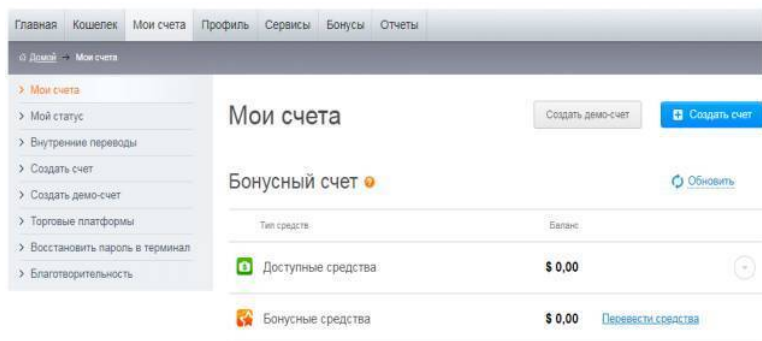 Главная Кошелек Мои счета Профиль Сервисы Бонусы Отчеты
Домой → Мои счета
> Мои счета
> Мой статус
> Внутренние переводы
> Создать счет
> Создать демо-счет
> Торговые платформы
> Восстановить пароль в терминал
> Благотворительность
Мои счета
Создать демо-счет
Создать счет
Бонусный счет
Обновить
Тип средств Баланс
Доступные средства $ 0,00
Бонусные средства $ 0,00 Перевести средства